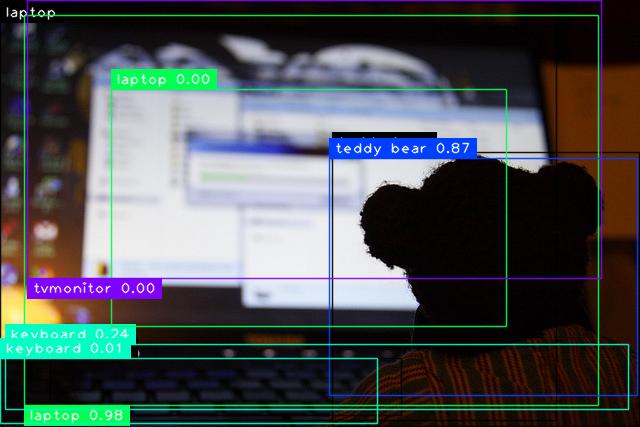 laptop
laptop 0.00
teddy bear 0.87
tvmonitor 0.00
keyboard 0.24
keyboard 0.01
laptop 0.98